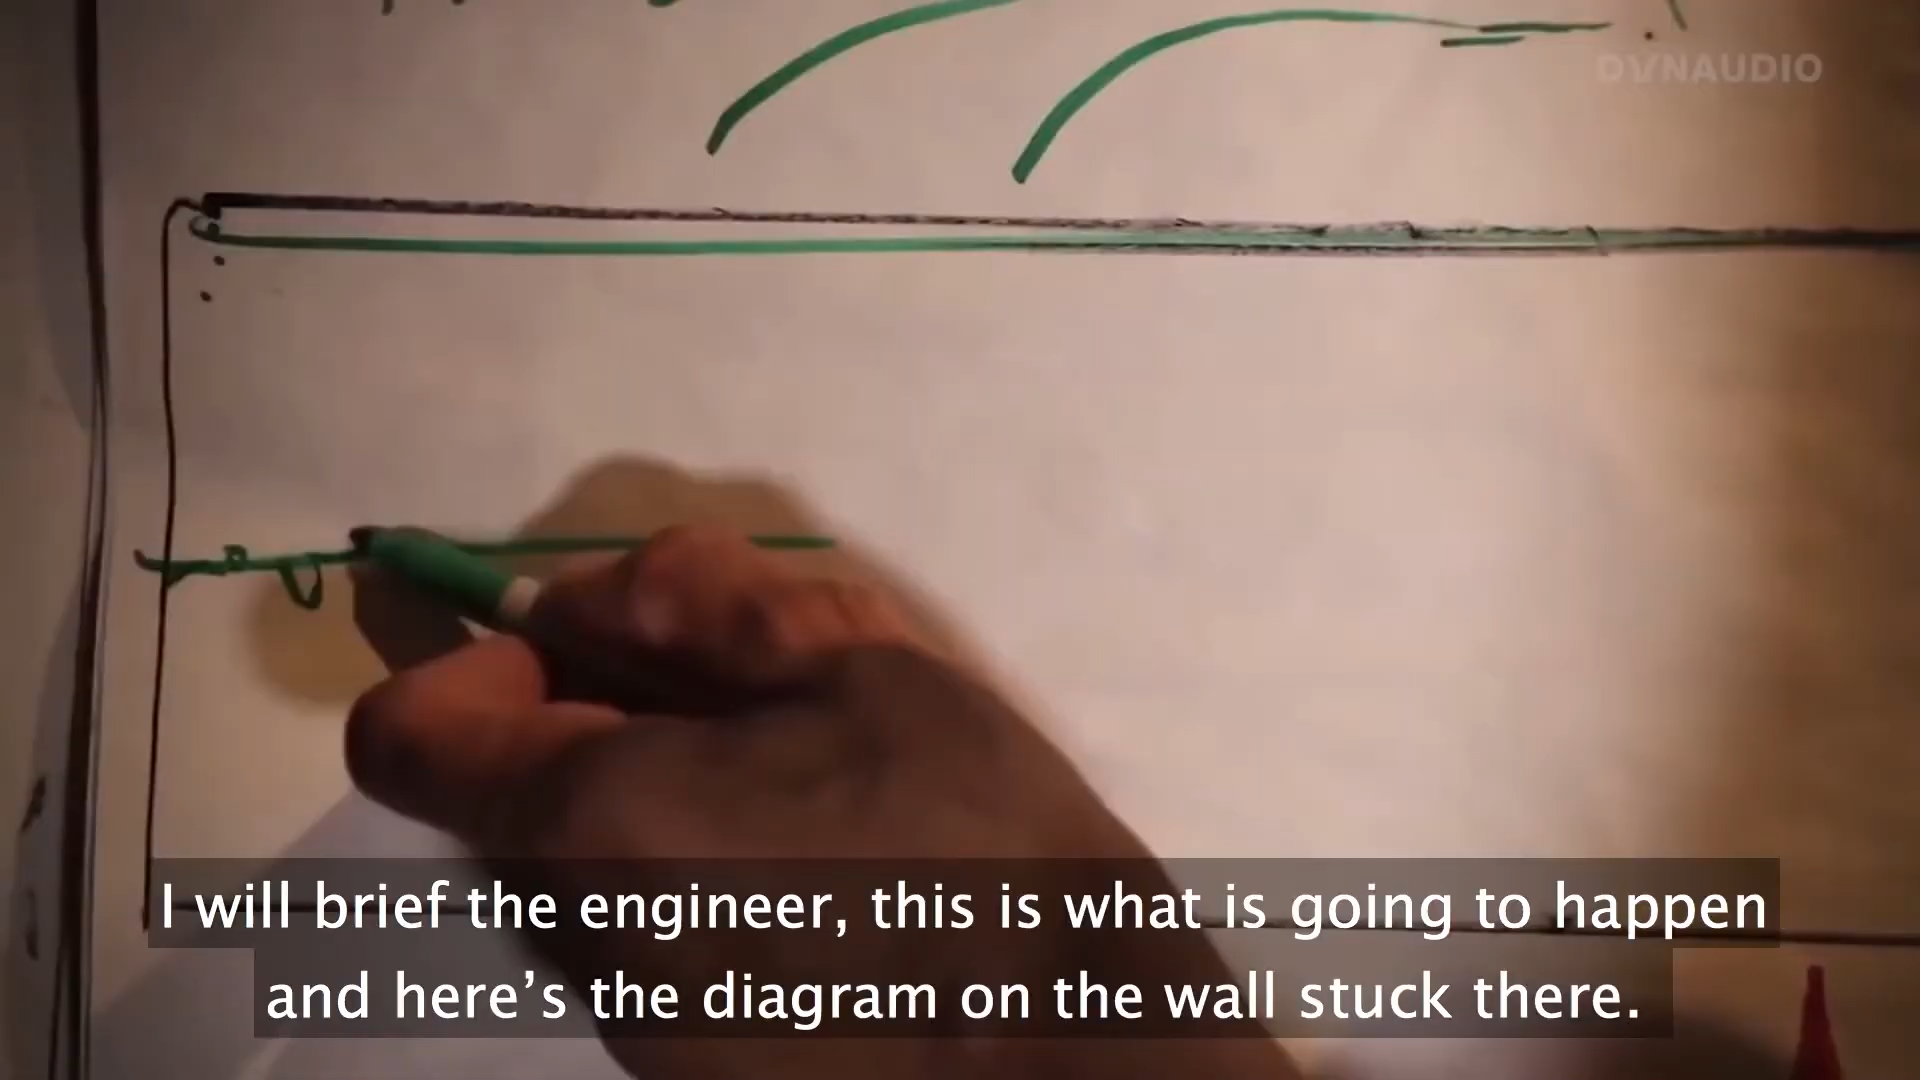 DYNAUDIO
I will brief the engineer, this is what is going to happen
and here's the diagram on the wall stuck there.